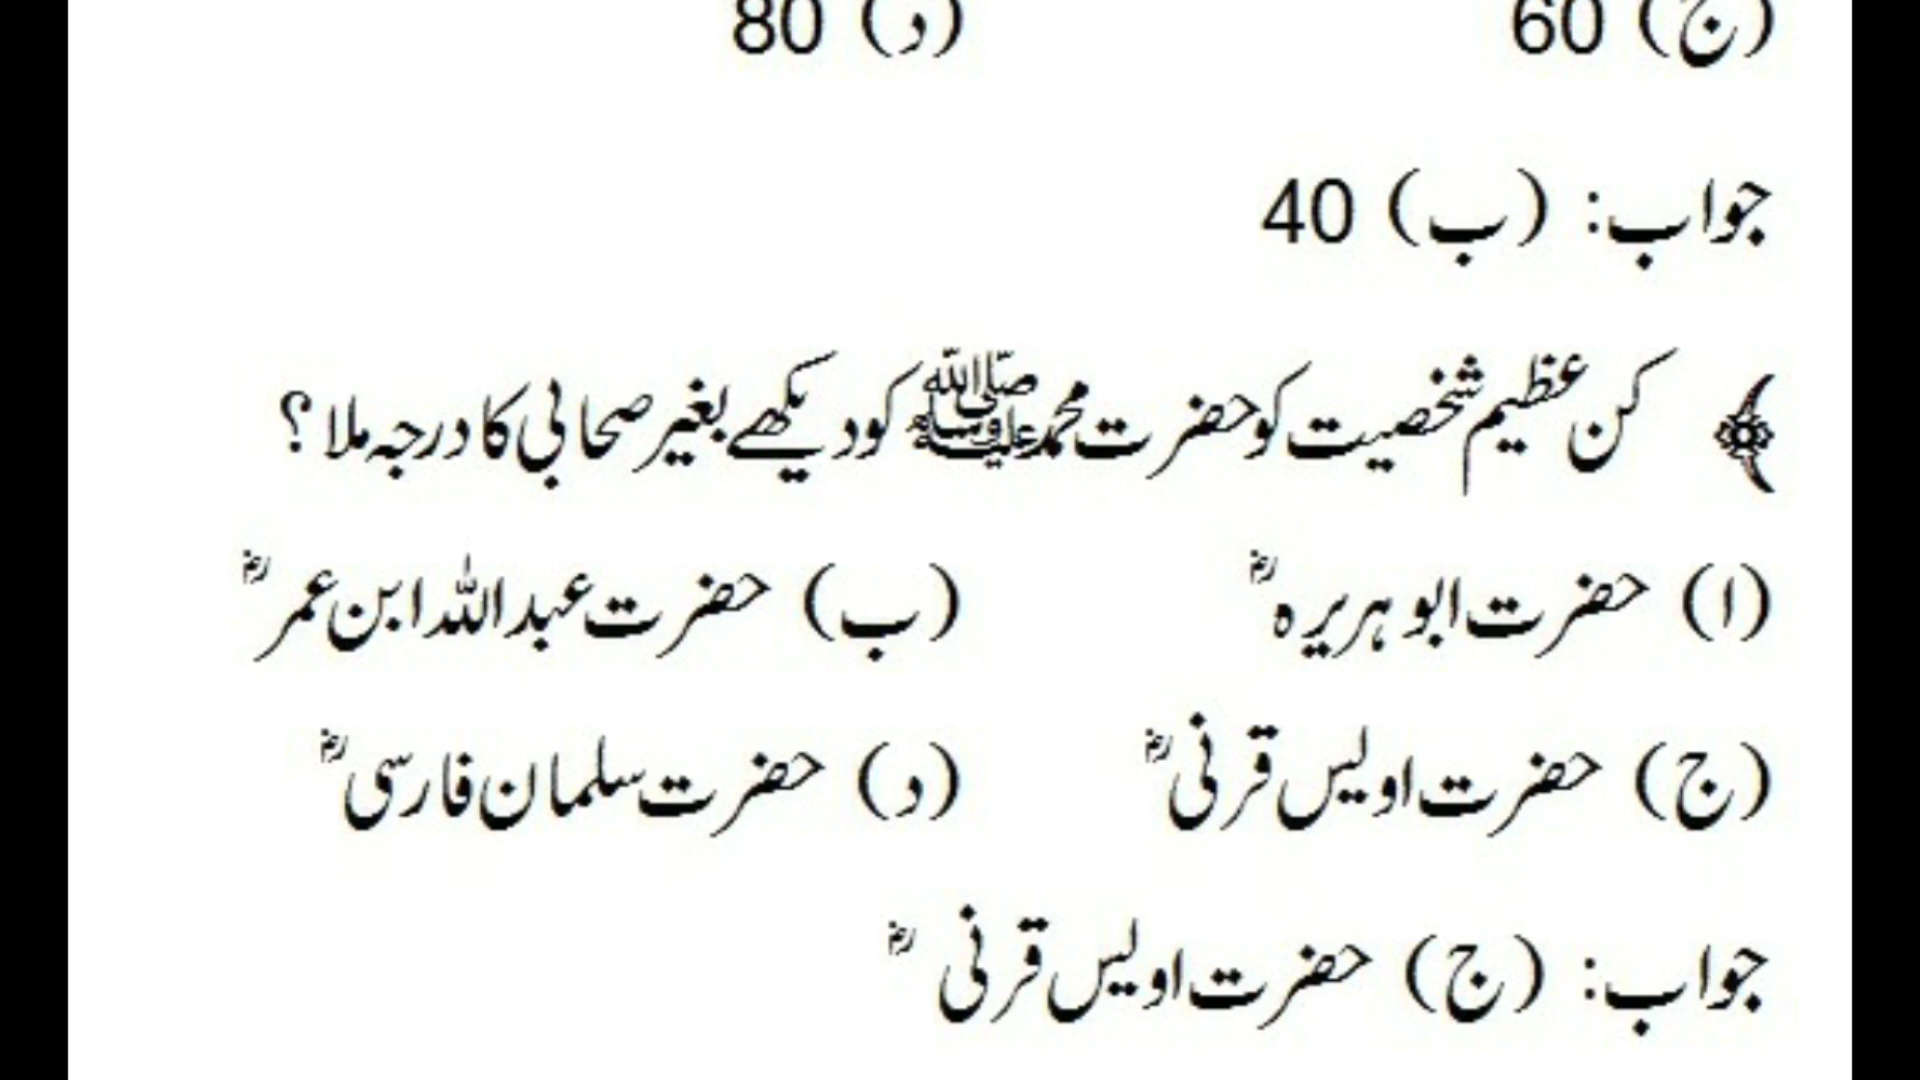 (ج) 60 (د) 80
جواب: (ب) 40
کن عظیم شخصیت کو حضرت محمد ﷺ کو دیکھے بغیر صحابی کا درجہ ملا؟
(ا) حضرت ابو ہریرہؓ (ب) حضرت عبداللہ ابن عمرؓ
(ج) حضرت اویس قرنیؓ (د) حضرت سلمان فارسیؓ
جواب: (ج) حضرت اویس قرنیؓ